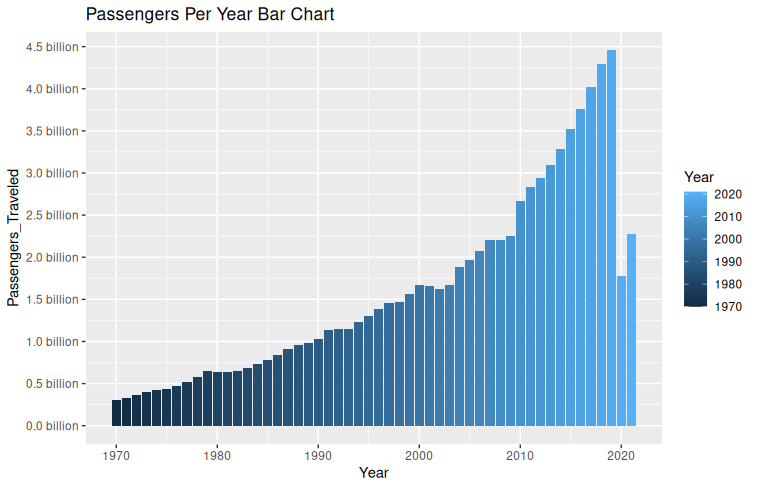 Passengers Per Year Bar Chart
4.5 billion
4.0 billion
3.5 billion
3.0 billion
2.5 billion
2.0 billion
1.5 billion
1.0 billion
0.5 billion
0.0 billion
Passengers_Traveled
1970 1980 1990 2000 2010 2020
Year
Year
2020
2010
2000
1990
1980
1970